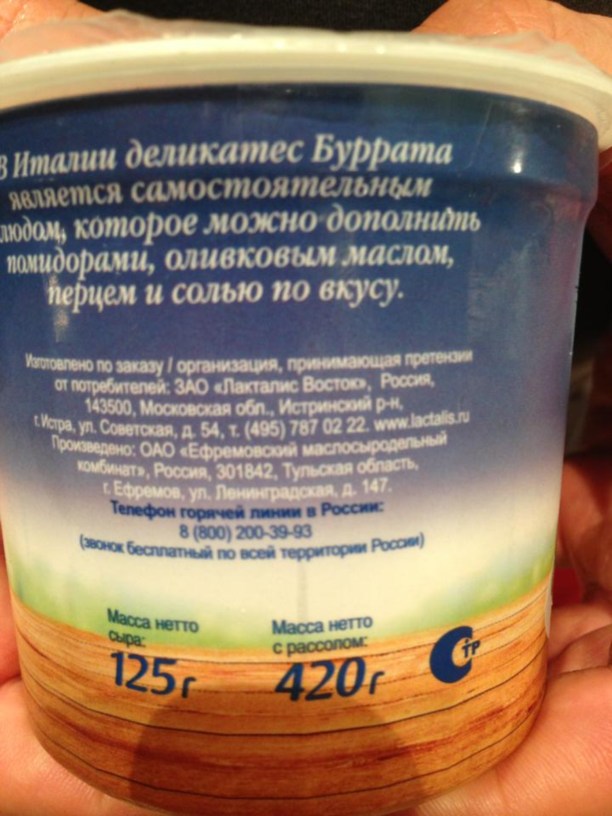 В Италии деликатес Буррата
является самостоятельным
людом, которое можно дополнить
помидорами, оливковым маслом,
перцем и солью по вкусу.
Изготовлено по заказу / организация, принимающая претензии
от потребителей: ЗАО «Лакталис Восток», Россия,
143500, Московская обл., Истринский р-н,
г. Истра, ул. Советская, д. 54, т. (495) 787 02 22. www.lactalis.ru
Произведено: ОАО «Ефремовский маслосыродельный
комбинат», Россия, 301842, Тульская область,
г. Ефремов, ул. Ленинградская, д. 147.
Телефон горячей линии в России:
8 (800) 200-39-93
(звонок бесплатный по всей территории России)
Масса нетто
сыра:
125г
Масса нетто
с рассолом:
420г
СТР